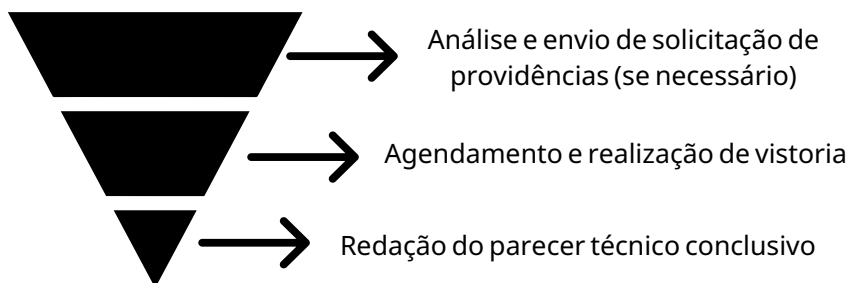 Análise e envio de solicitação de
providências (se necessário)
Agendamento e realização de vistoria
Redação do parecer técnico conclusivo